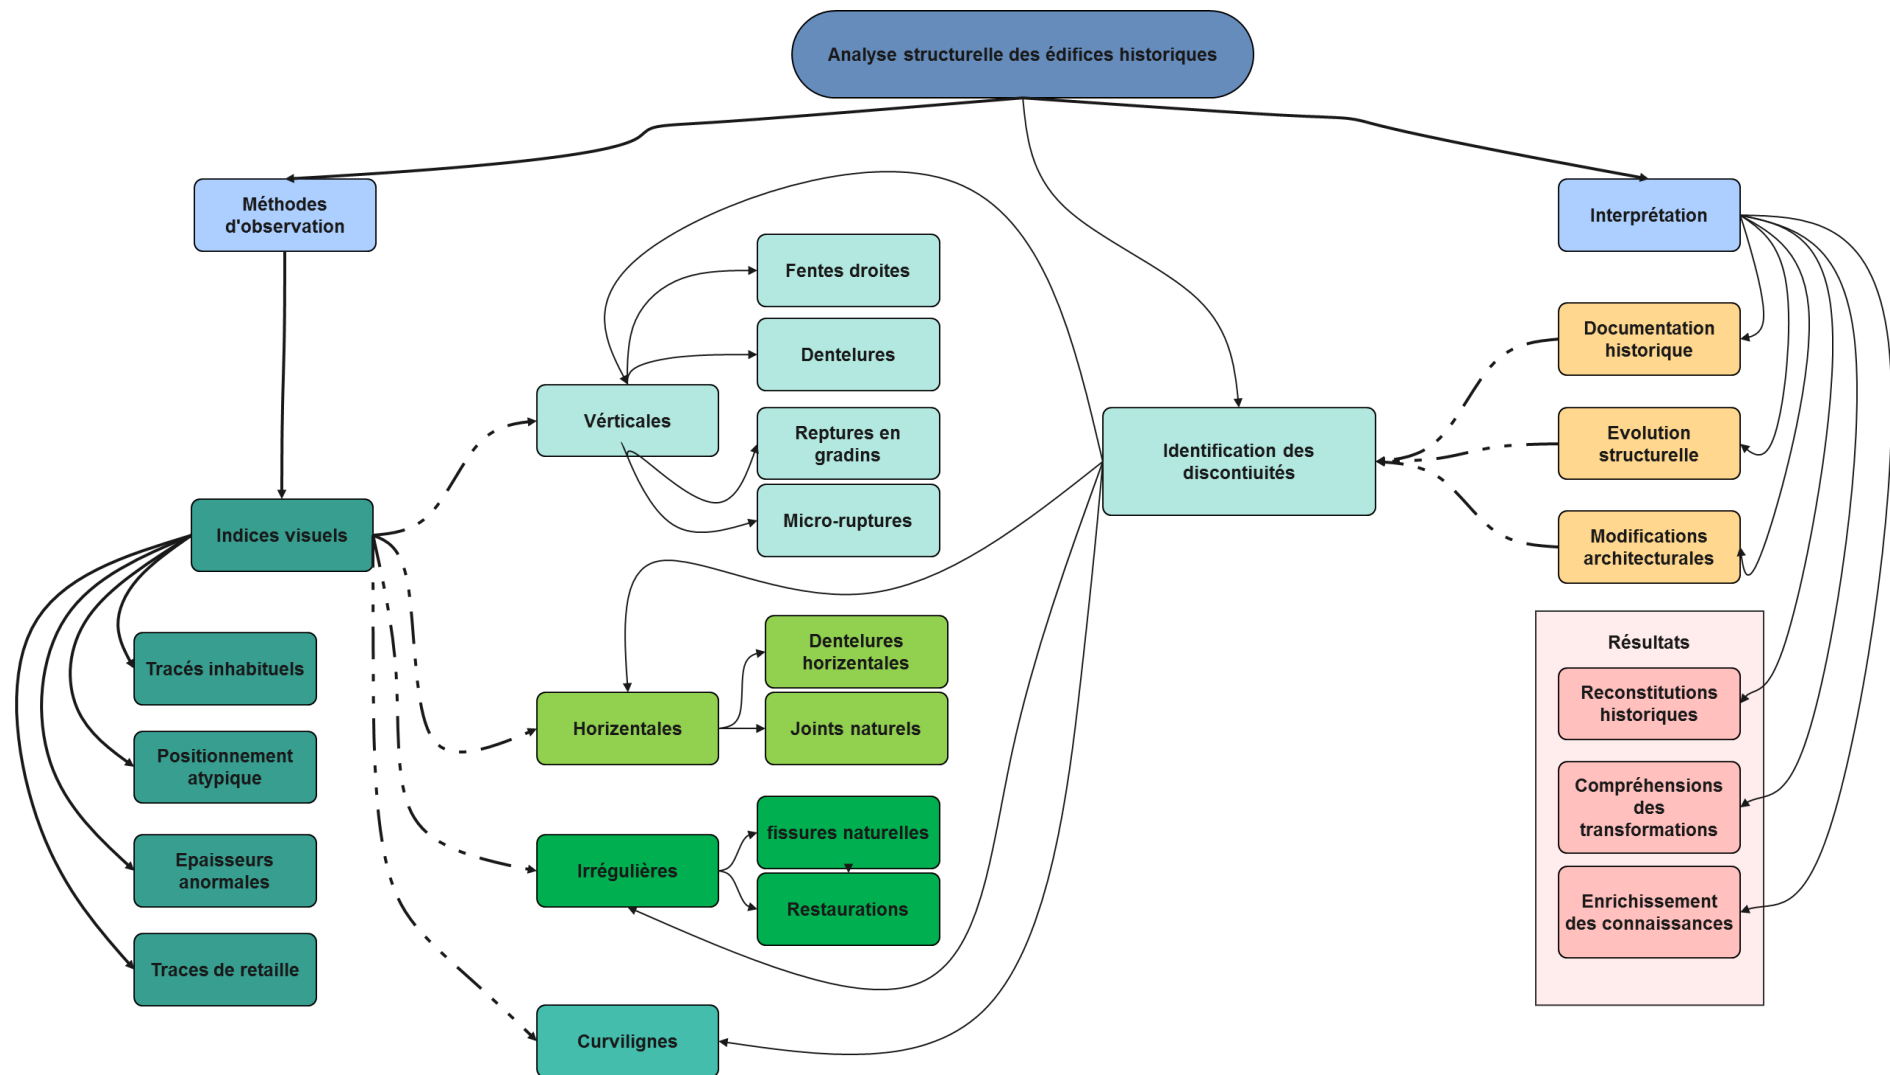 Analyse structurelle des édifices historiques
Méthodes
d'observation
Interprétation
Fentes droites
Dentelures
Vérticales
Reptures en
gradins
Micro-ruptures
Identification des
discontiuités
Documentation
historique
Evolution
structurelle
Modifications
architecturales
Indices visuels
Tracés inhabituels
Positionnement
atypique
Epaisseurs
anormales
Traces de retaille
Dentelures
horizentales
Horizentales
Joints naturels
fissures naturelles
Irrégulières
Restaurations
Curvilignes
Résultats
Reconstitutions
historiques
Compréhensions
des
transformations
Enrichissement
des connaissances